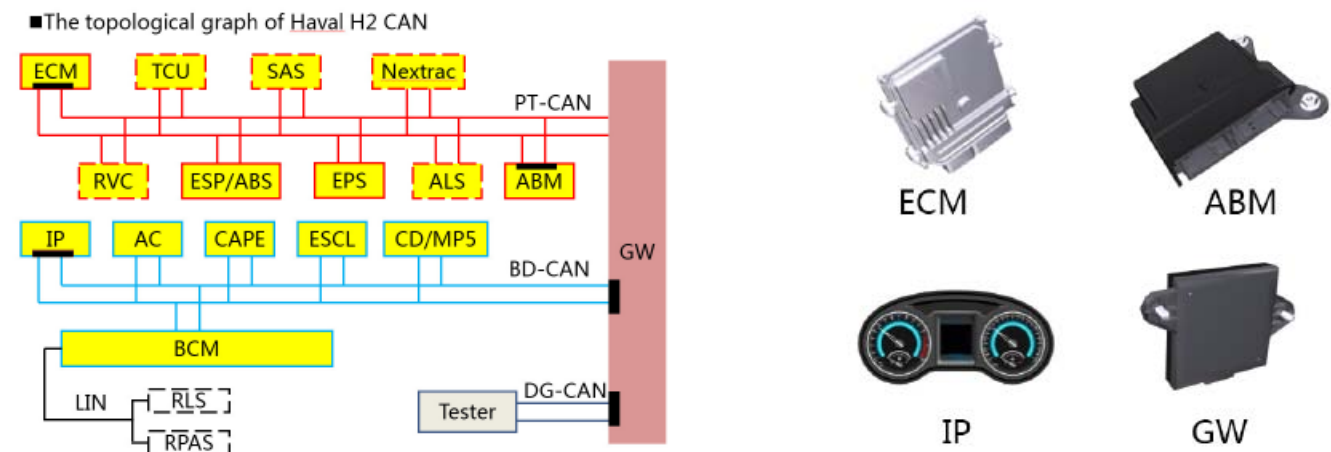 ■The topological graph of Haval H2 CAN
ECM TCU SAS Nextrac
PT-CAN
RVC ESP/ABS EPS ALS ABM
IP AC CAPE ESCL CD/MP5
GW
BD-CAN
BCM
LIN RLS
RPAS
Tester DG-CAN
ECM ABM
IP GW